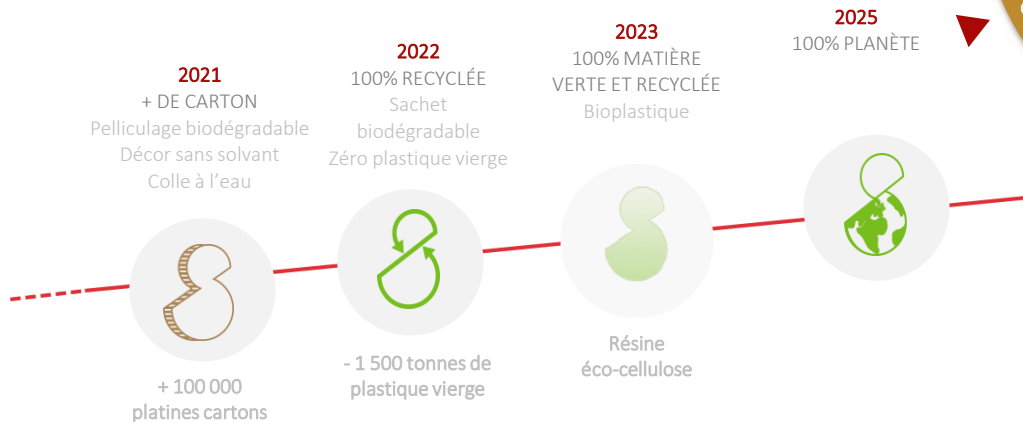 2021
+ DE CARTON
Pelliculage biodégradable
Décor sans solvant
Colle à l’eau
+ 100 000
platines cartons
2022
100% RECYCLÉE
Sachet
biodégradable
Zéro plastique vierge
- 1 500 tonnes de
plastique vierge
2023
100% MATIÈRE
VERTE ET RECYCLÉE
Bioplastique
Résine
éco-cellulose
2025
100% PLANÈTE